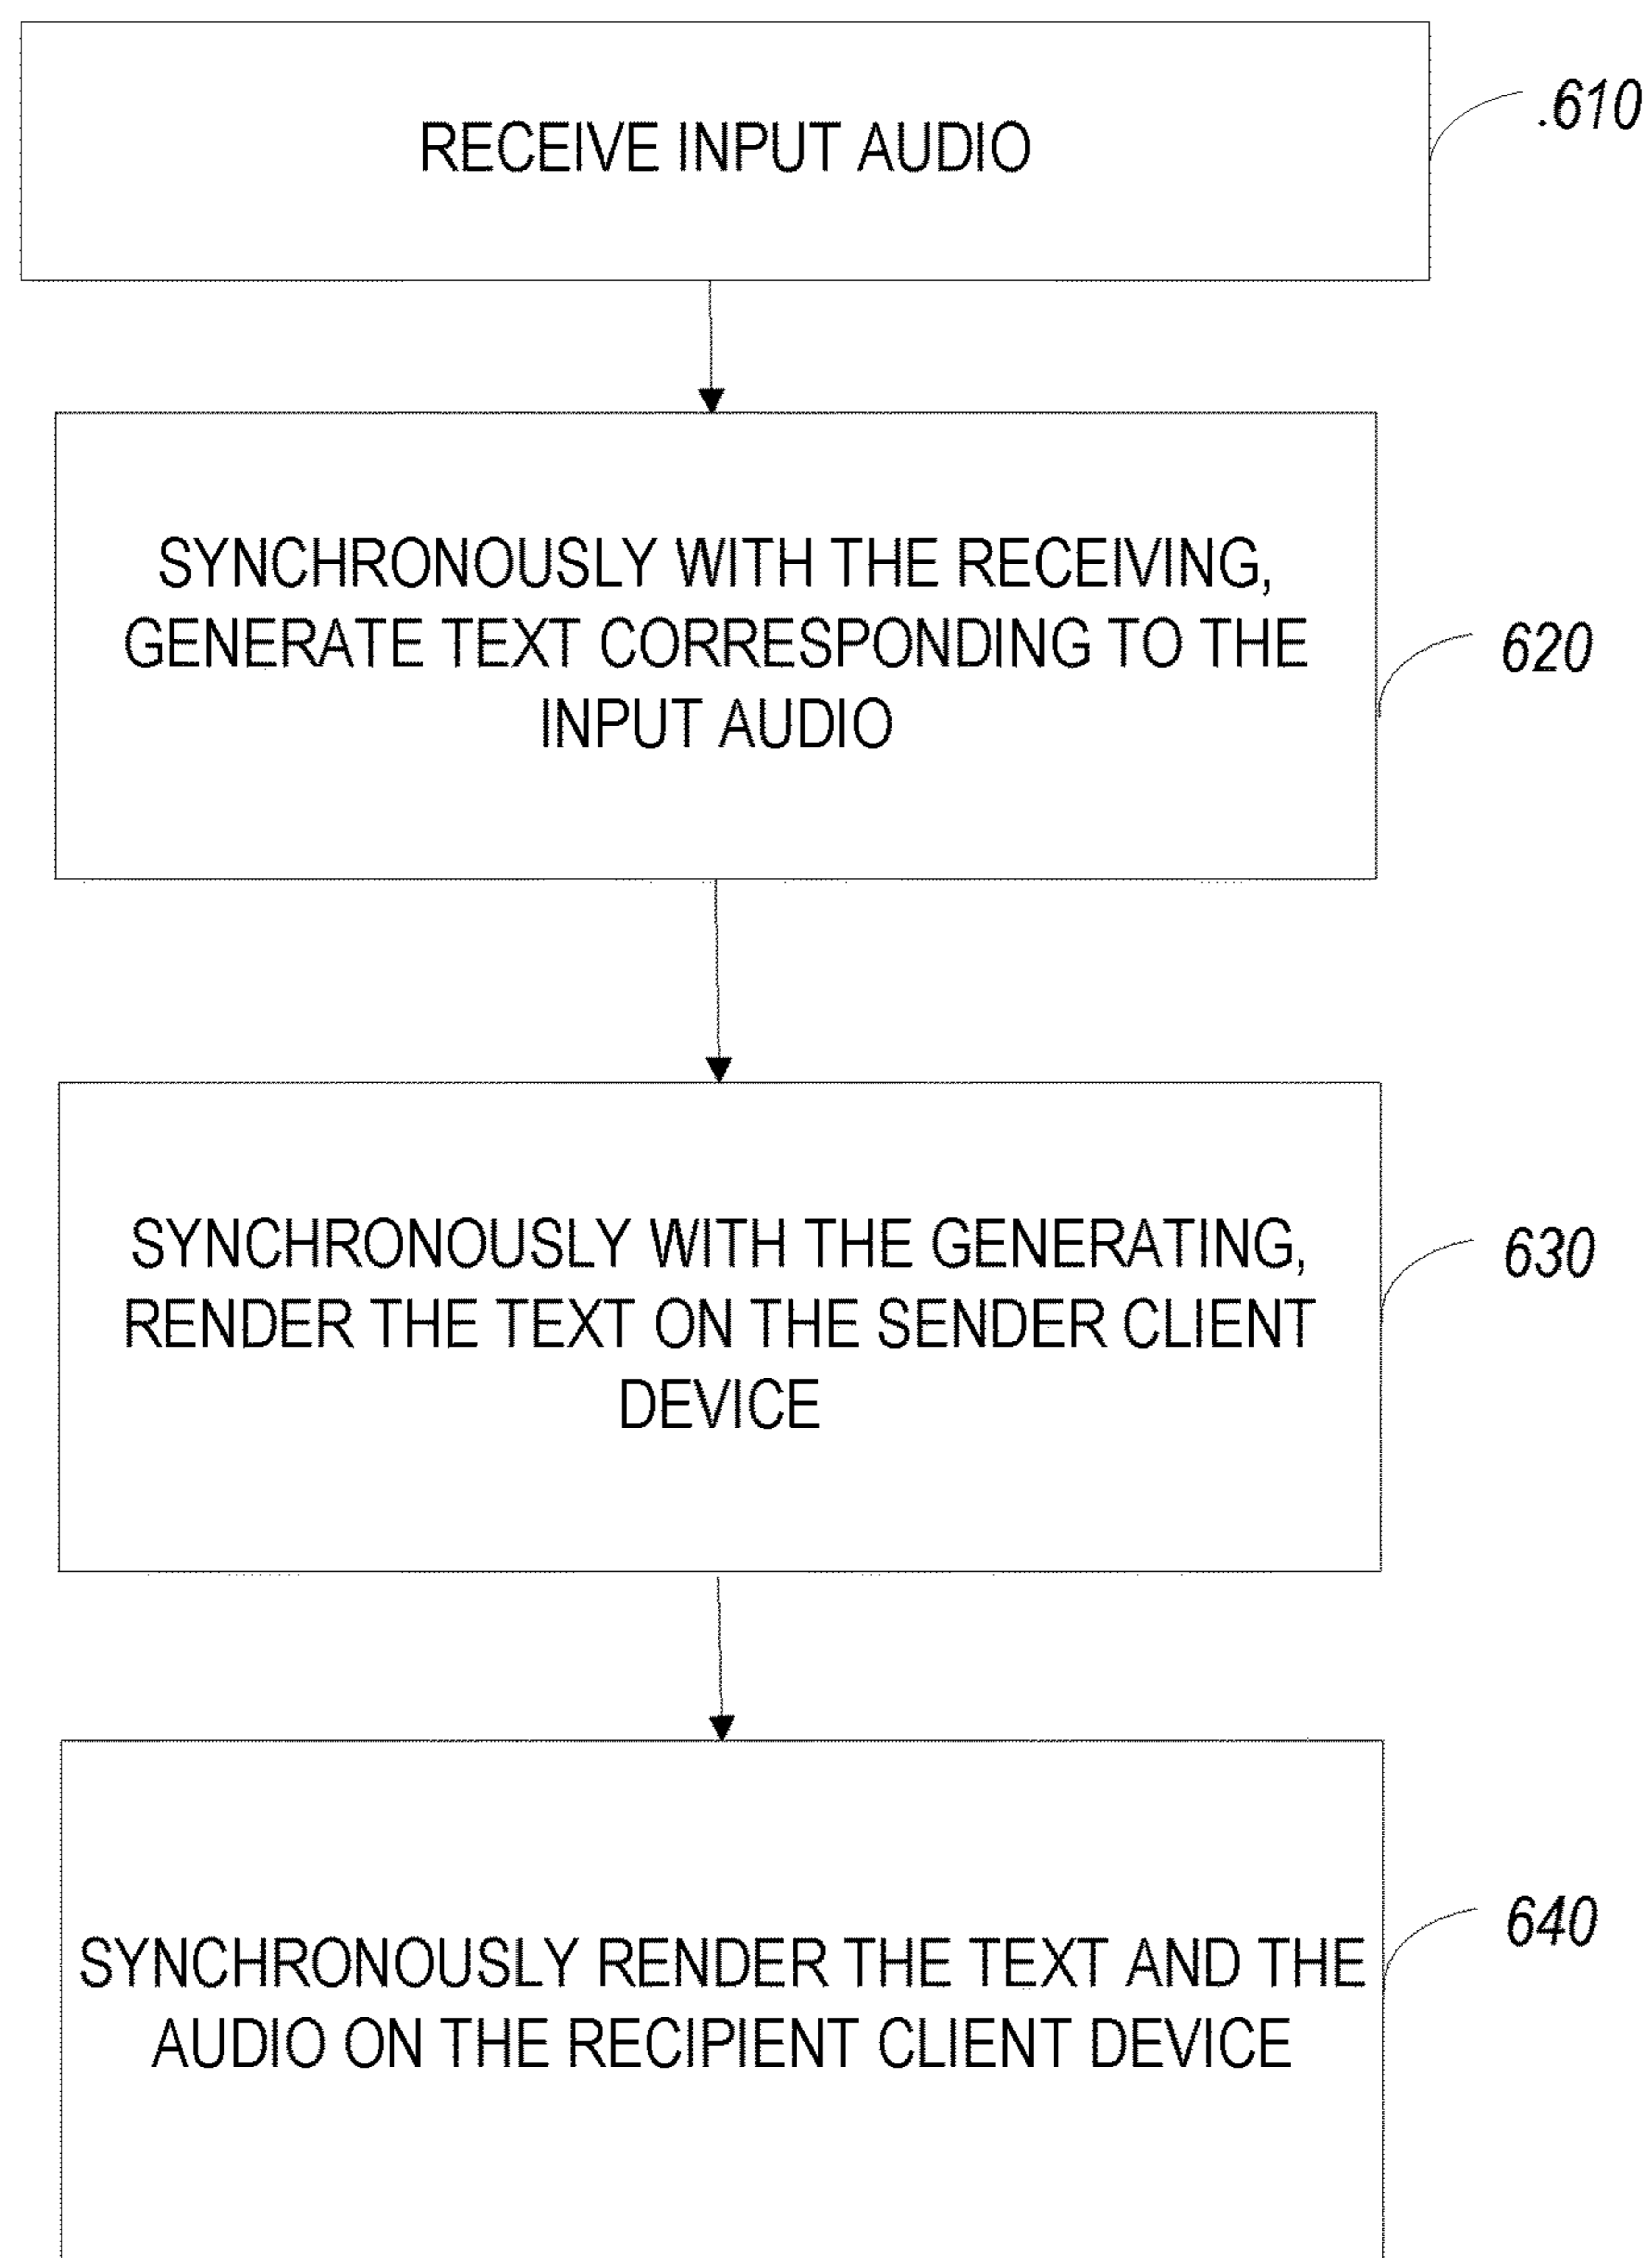 RECEIVE INPUT AUDIO
.610
SYNCHRONOUSLY WITH THE RECEIVING,
GENERATE TEXT CORRESPONDING TO THE
INPUT AUDIO
620
SYNCHRONOUSLY WITH THE GENERATING,
RENDER THE TEXT ON THE SENDER CLIENT
DEVICE
630
SYNCHRONOUSLY RENDER THE TEXT AND THE
AUDIO ON THE RECIPIENT CLIENT DEVICE
640